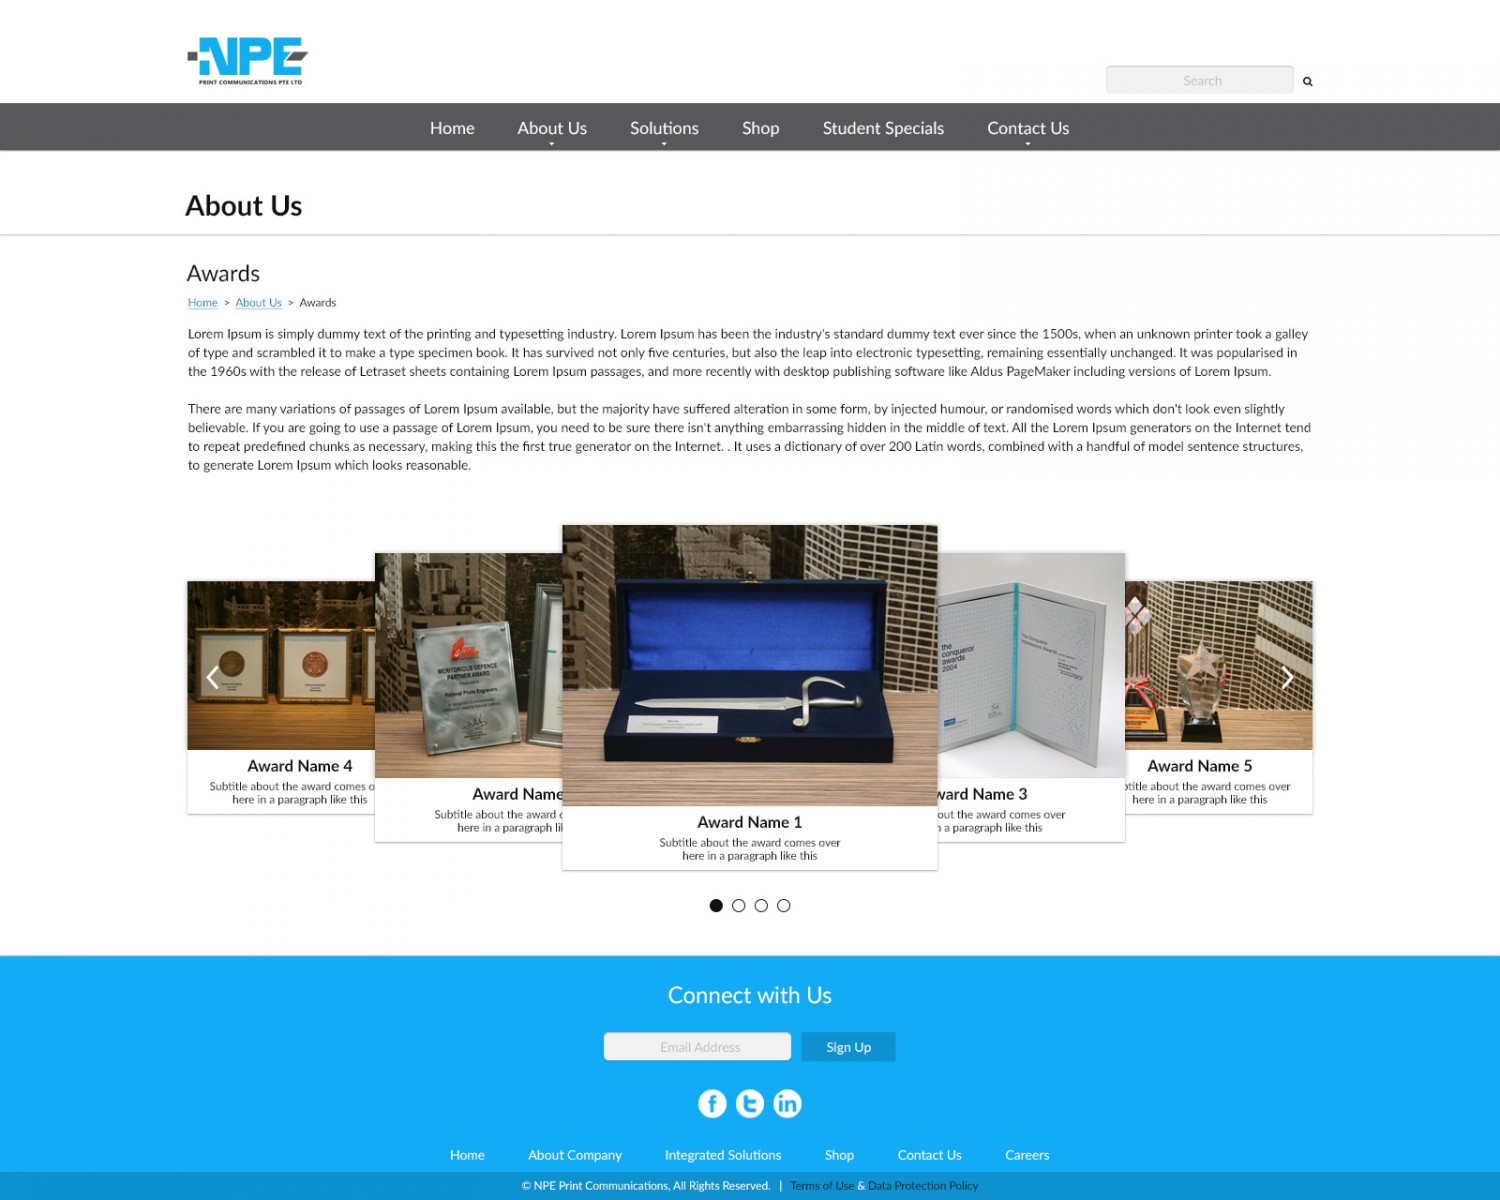 NPE
PRINT COMMUNICATIONS PTE LTD
Search
Home About Us Solutions Shop Student Specials Contact Us
About Us
Awards
Home > About Us > Awards
Lorem Ipsum is simply dummy text of the printing and typesetting industry. Lorem Ipsum has been the industry's standard dummy text ever since the 1500s, when an unknown printer took a galley
of type and scrambled it to make a type specimen book. It has survived not only five centuries, but also the leap into electronic typesetting, remaining essentially unchanged. It was popularised in
the 1960s with the release of Letraset sheets containing Lorem Ipsum passages, and more recently with desktop publishing software like Aldus PageMaker including versions of Lorem Ipsum.
There are many variations of passages of Lorem Ipsum available, but the majority have suffered alteration in some form, by injected humour, or randomised words which don't look even slightly
believable. If you are going to use a passage of Lorem Ipsum, you need to be sure there isn't anything embarrassing hidden in the middle of text. All the Lorem Ipsum generators on the Internet tend
to repeat predefined chunks as necessary, making this the first true generator on the Internet. . It uses a dictionary of over 200 Latin words, combined with a handful of model sentence structures,
to generate Lorem Ipsum which looks reasonable.
MERITORIOUS DEFENCE
PARTNER AWARD
National Photo Engravers
the
conqueror
awards
2004
Award Name 4
Subtitle about the award comes o
here in a paragraph like this
Award Name
Subtitle about the award c
here in a paragraph li
Award Name 1
Subtitle about the award comes over
here in a paragraph like this
ward Name 3
out the award comes over
a paragraph like this
Award Name 5
btitle about the award comes over
here in a paragraph like this
Connect with Us
Email Address Sign Up
Home About Company Integrated Solutions Shop Contact Us Careers
© NPE Print Communications, All Rights Reserved. | Terms of Use & Data Protection Policy